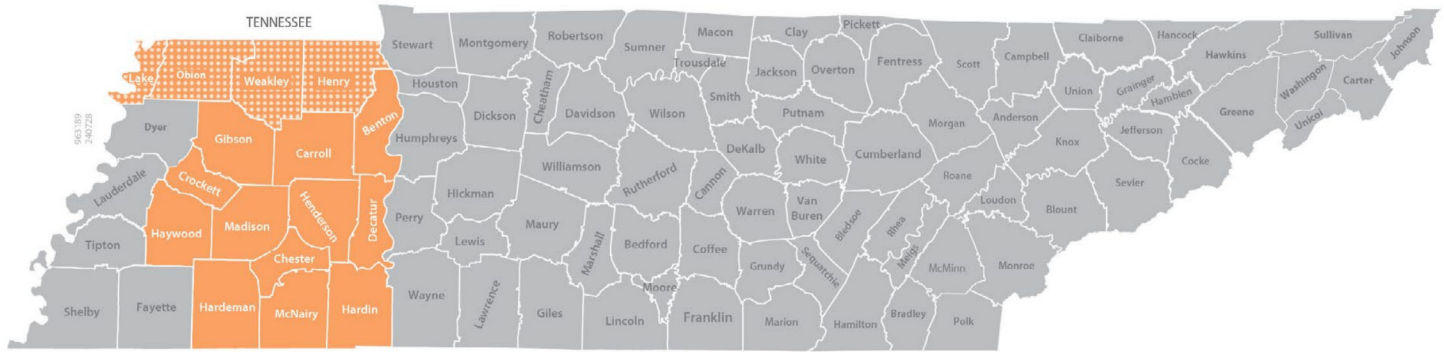 TENNESSEE
Stewart
Montgomery
Robertson
Sumner
Macon
Clay
Pickett
Claiborne
Hancock
Sullivan
Johnson
Lake
Obion
Weakley
Henry
Houston
Cheatham
Trousdale
Jackson
Overton
Fentress
Scott
Campbell
Hawkins
Union
Grainger
Hamblen
Washingon
Carter
Unicoi
Greene
963189
240728
Dyer
Gibson
Carroll
Benton
Humphreys
Dickson
Davidson
Wilson
Smith
Putnam
Morgan
Anderson
Knox
Jefferson
Cocke
Lauderdale
Crockett
Madison
Henderson
Decatur
Perry
HIckman
Williamson
Rutherford
Cannon
DeKalb
White
Cumberland
Roane
Loudon
Blount
Sevier
Tipton
Haywood
Chester
Lewis
Maury
Marshall
Bedford
Coffee
Warren
Van
Buren
Bledsoe
Rhea
Meigs
McMinn
Monroe
Shelby
Fayette
Hardeman
McNairy
Hardin
Wayne
Lawrence
Giles
Lincoln
Moore
Franklin
Grundy
Sequatchie
Marion
Hamilton
Bradley
Polk